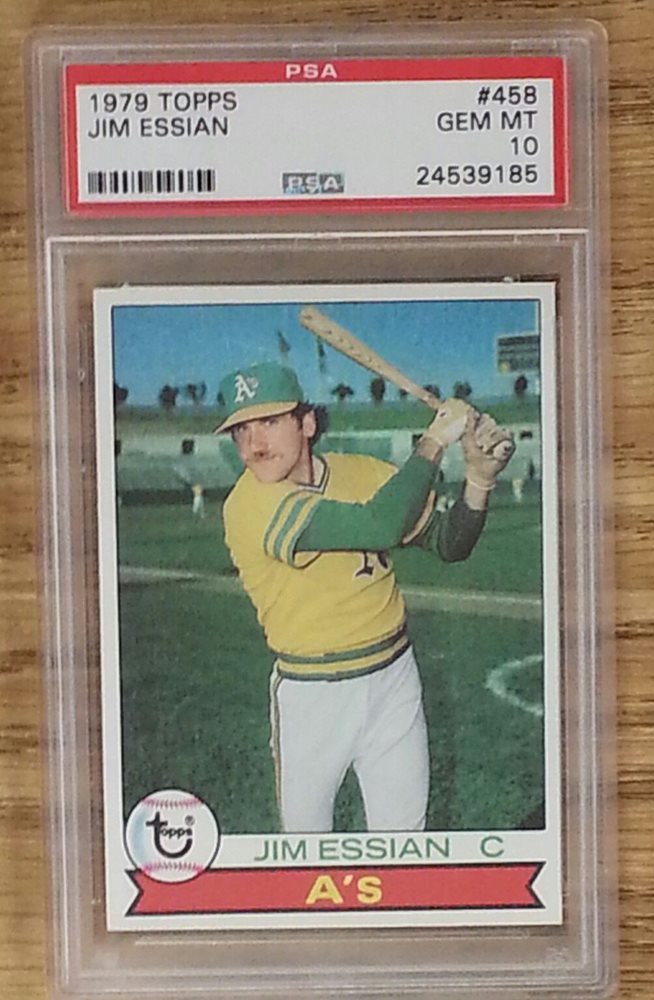 PSA
1979 TOPPS #458
JIM ESSIAN GEM MT
10
PSA 24539185
A's
topps®
JIM ESSIAN C
A's